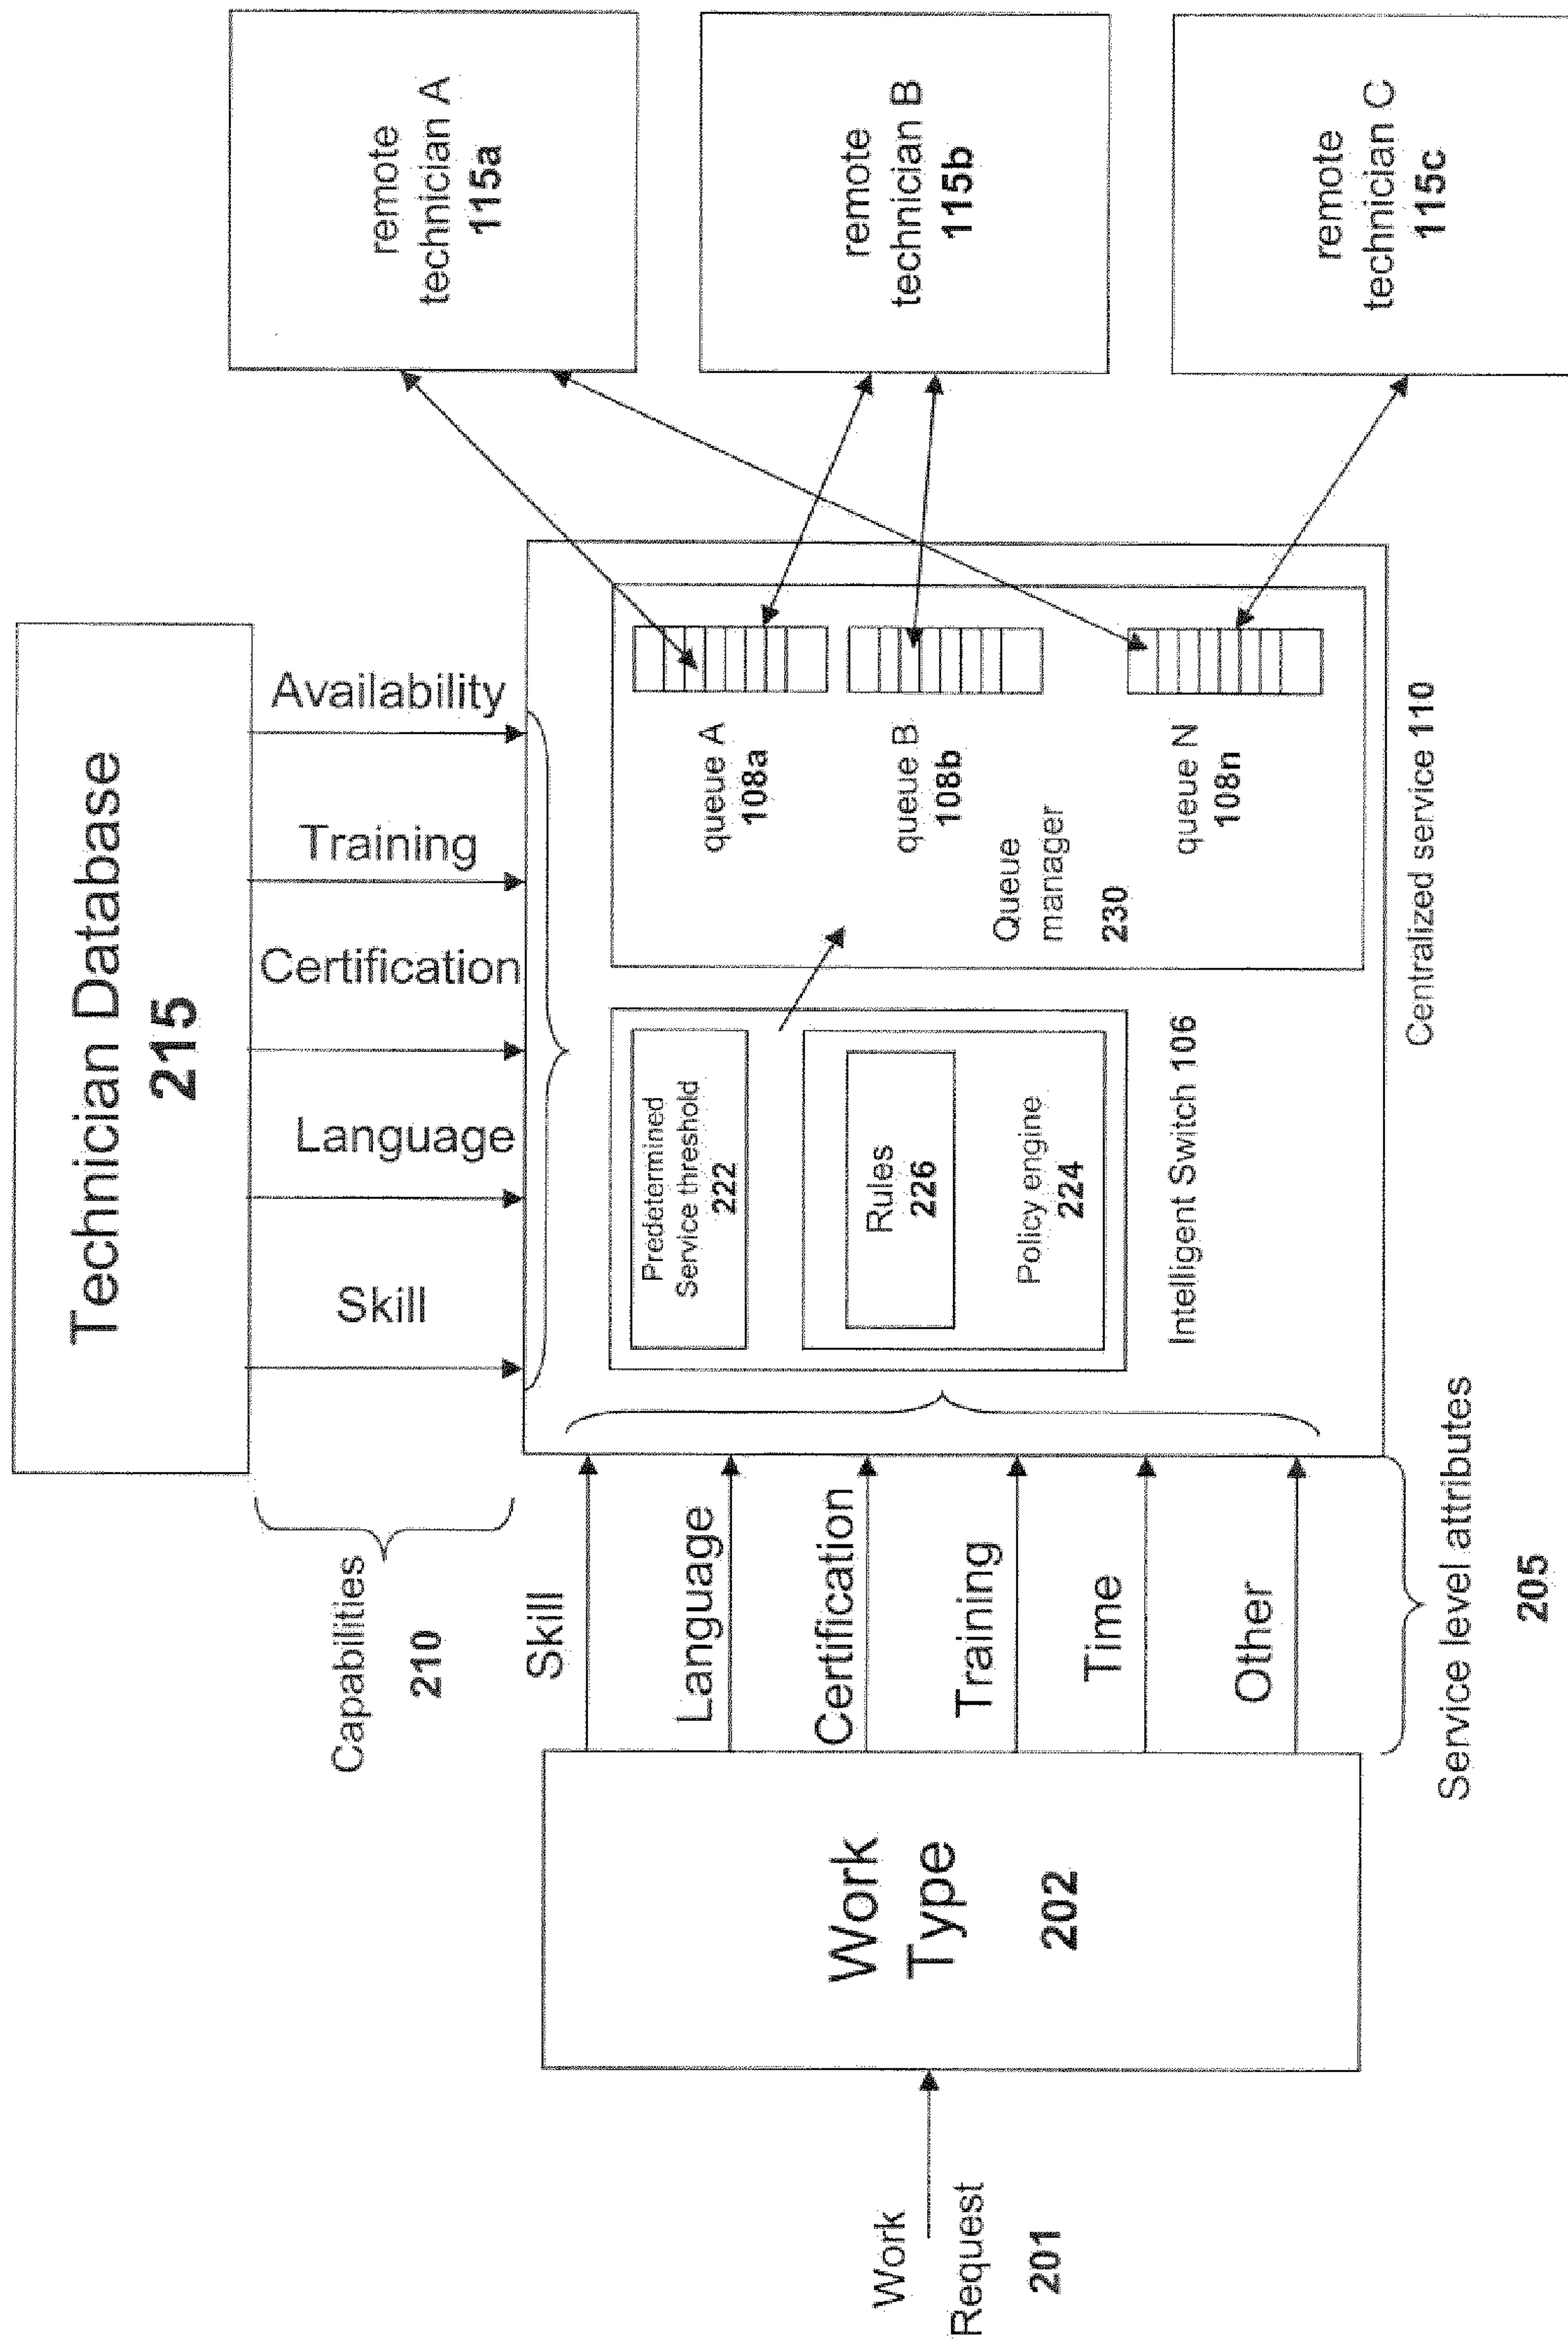 Technician Database
215
Capabilities
210
Skill
Language
Certification
Training
Availability
Work
Request
201
Work
Type
202
Skill
Language
Certification
Training
Time
Other
Service level attributes
205
Predetermined
Service threshold
222
Rules
226
Policy engine
224
Intelligent Switch 106
queue A
108a
queue B
108b
Queue
manager
230
queue N
108n
Centralized service 110
remote
technician A
115a
remote
technician B
115b
remote
technician C
115c